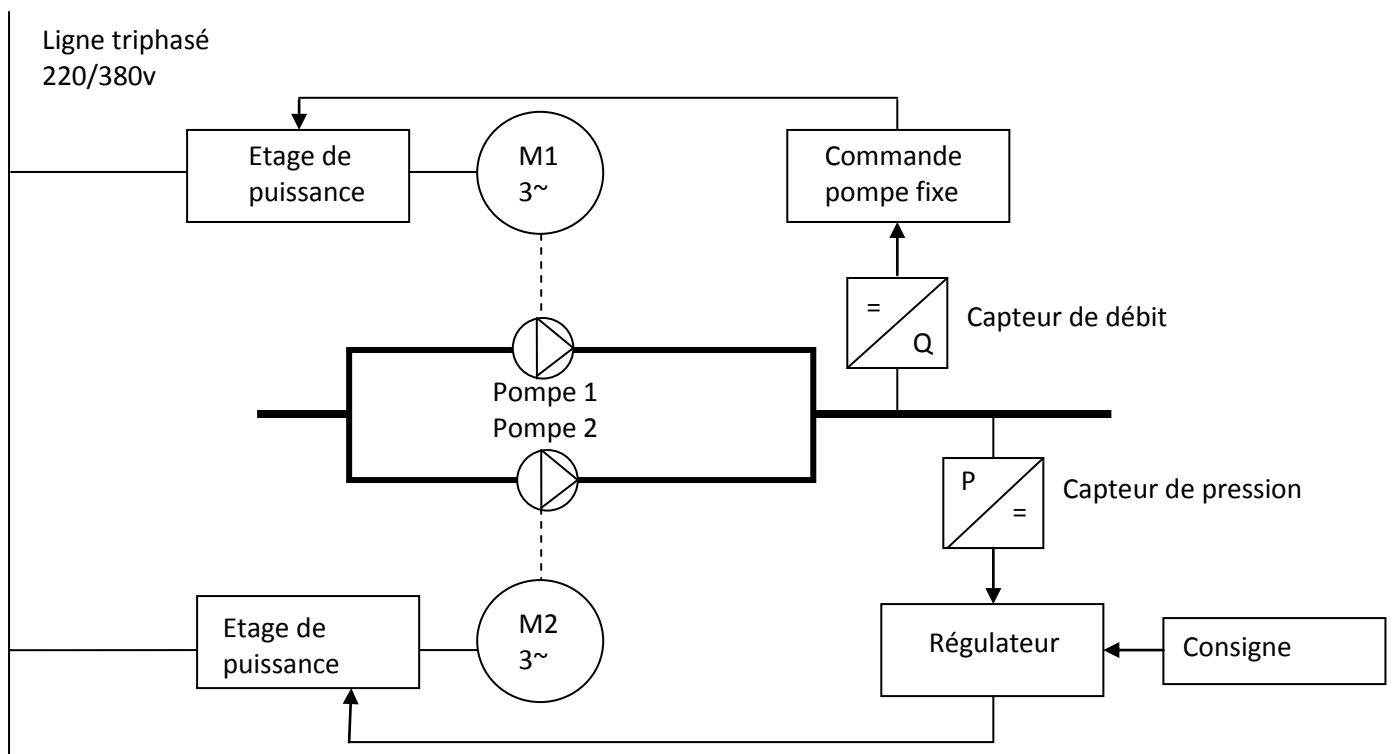 Ligne triphasé
220/380v
Etage de
puissance
M1
3~
Commande
pompe fixe
=
Q
Capteur de débit
Pompe 1
Pompe 2
P
=
Capteur de pression
Etage de
puissance
M2
3~
Régulateur
Consigne